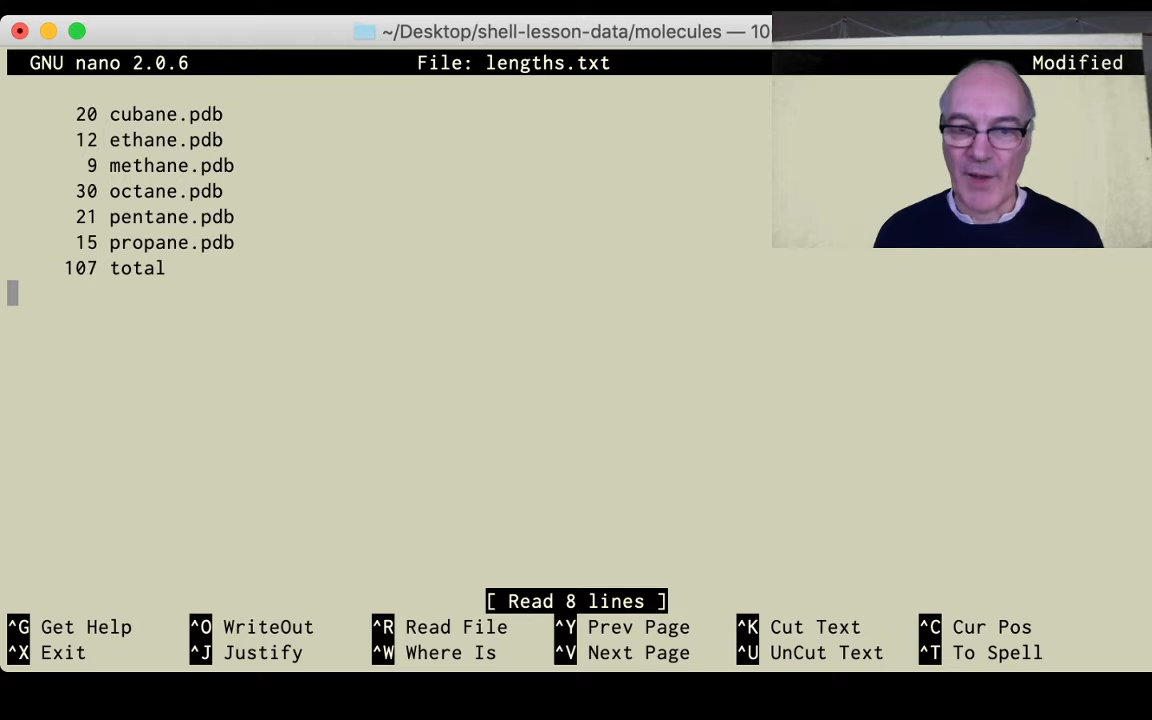 ~/Desktop/shell-lesson-data/molecules — 10
GNU nano 2.0.6 File: lengths.txt Modified
20 cubane.pdb
12 ethane.pdb
9 methane.pdb
30 octane.pdb
21 pentane.pdb
15 propane.pdb
107 total
[ Read 8 lines ]
^G Get Help ^O WriteOut ^R Read File ^Y Prev Page ^K Cut Text ^C Cur Pos
^X Exit ^J Justify ^W Where Is ^V Next Page ^U UnCut Text ^T To Spell